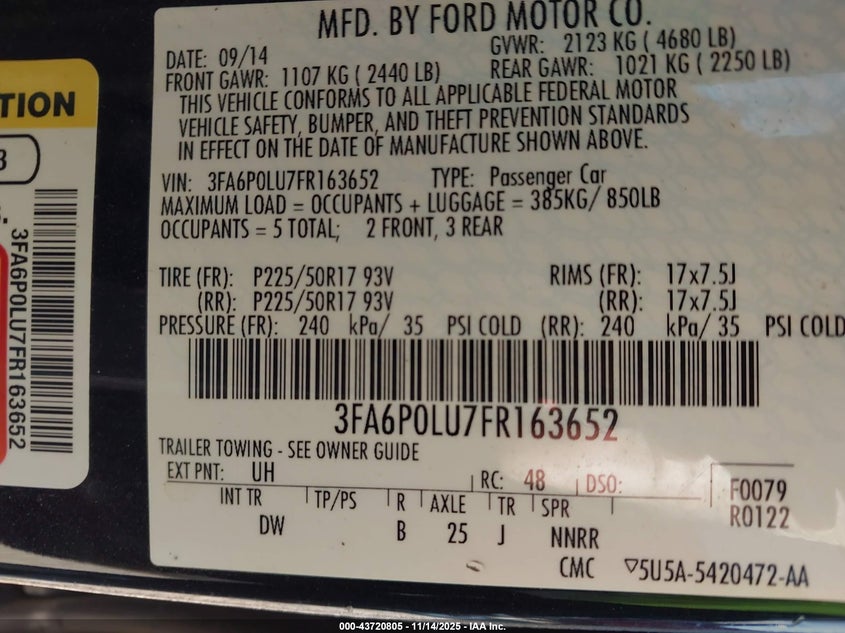 MFD. BY FORD MOTOR CO.
DATE: 09/14 GVWR: 2123 KG ( 4680 LB)
FRONT GAWR: 1107 KG ( 2440 LB) REAR GAWR: 1021 KG ( 2250 LB)
THIS VEHICLE CONFORMS TO ALL APPLICABLE FEDERAL MOTOR
VEHICLE SAFETY, BUMPER, AND THEFT PREVENTION STANDARDS
IN EFFECT ON THE DATE OF MANUFACTURE SHOWN ABOVE.
VIN: 3FA6P0LU7FR163652 TYPE: Passenger Car
MAXIMUM LOAD = OCCUPANTS + LUGGAGE = 385KG/ 850LB
OCCUPANTS = 5 TOTAL; 2 FRONT, 3 REAR
TIRE (FR): P225/50R17 93V RIMS (FR): 17x7.5J
(RR): P225/50R17 93V (RR): 17x7.5J
PRESSURE (FR): 240 kPa/ 35 PSI COLD (RR): 240 kPa/ 35 PSI COLD
3FA6P0LU7FR163652
TRAILER TOWING - SEE OWNER GUIDE
EXT PNT: UH RC: 48 DSO: F0079
R0122
INT TR TP/PS R AXLE TR SPR
DW B 25 J NNRR
CMC ▽5U5A-5420472-AA
TION
3
3FA6P0LU7FR163652
000-43720805 - 11/14/2025 - IAA Inc.